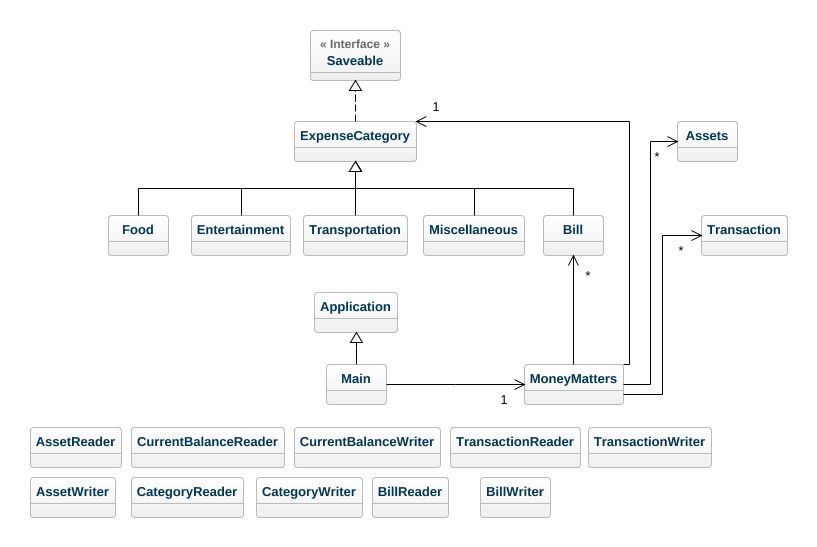 « Interface »
Saveable
1
ExpenseCategory
Assets
*
Food
Entertainment
Transportation
Miscellaneous
Bill
Transaction
*
*
Application
Main
MoneyMatters
1
AssetReader
CurrentBalanceReader
CurrentBalanceWriter
TransactionReader
TransactionWriter
AssetWriter
CategoryReader
CategoryWriter
BillReader
BillWriter